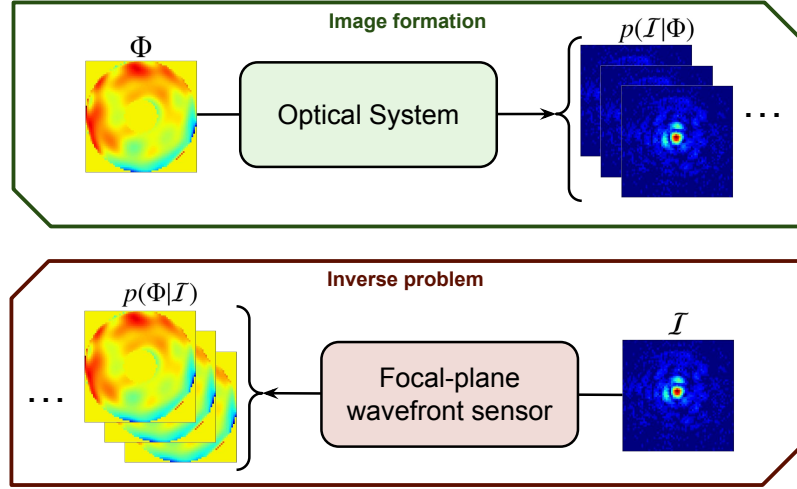 Image formation
Φ
p(ℐ|Φ)
Optical System
...
Inverse problem
p(Φ|ℐ)
ℐ
...
Focal-plane
wavefront sensor